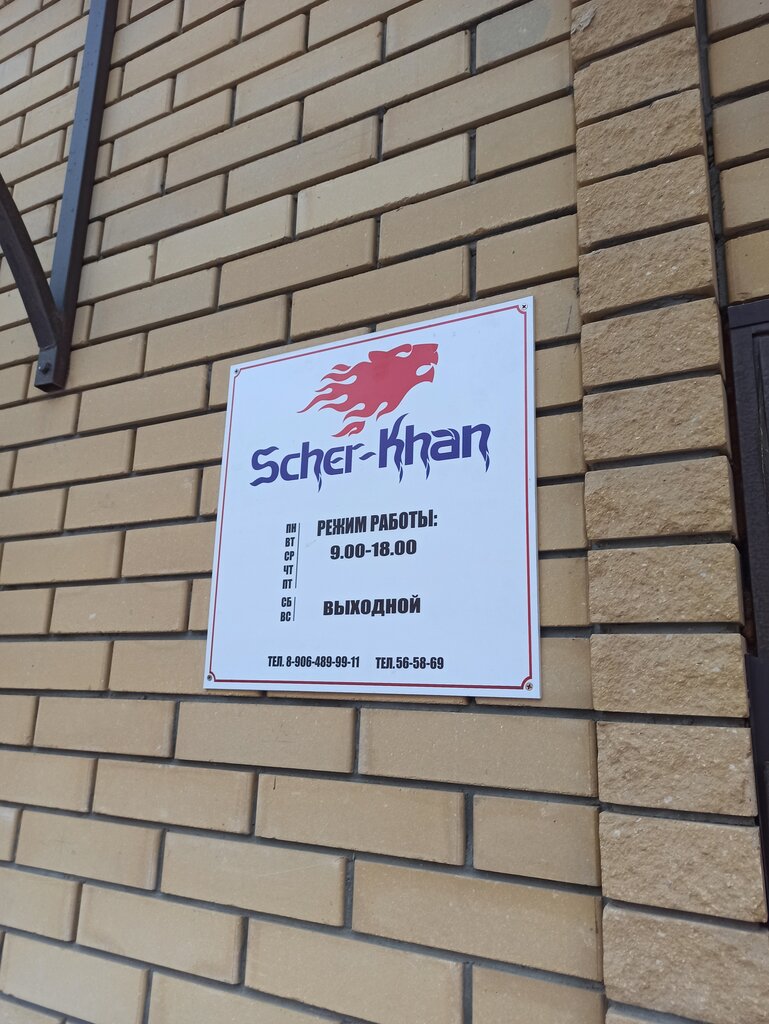 Scher-Khan
РЕЖИМ РАБОТЫ:
ПН
ВТ
СР
ЧТ
ПТ
9.00-18.00
СБ
ВС
ВЫХОДНОЙ
ТЕЛ. 8-906-489-99-11 ТЕЛ.56-58-69